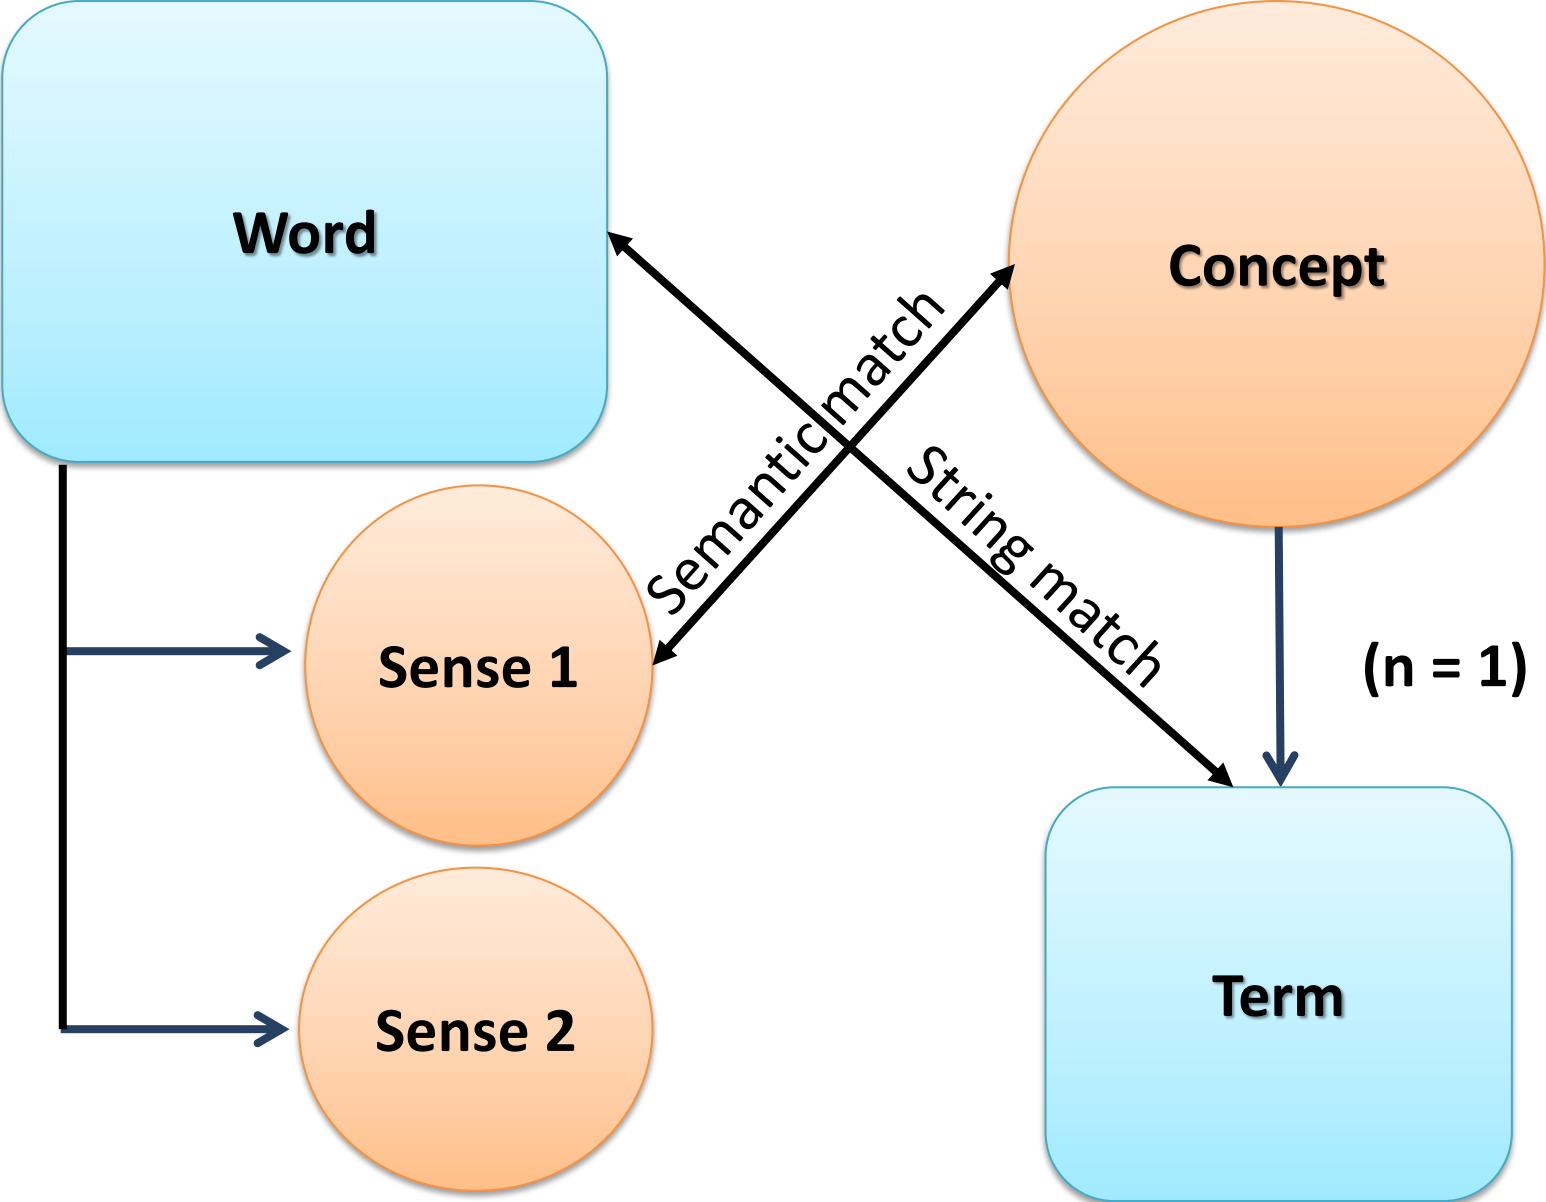 Word
Concept
Semantic match
String match
Sense 1
(n = 1)
Term
Sense 2